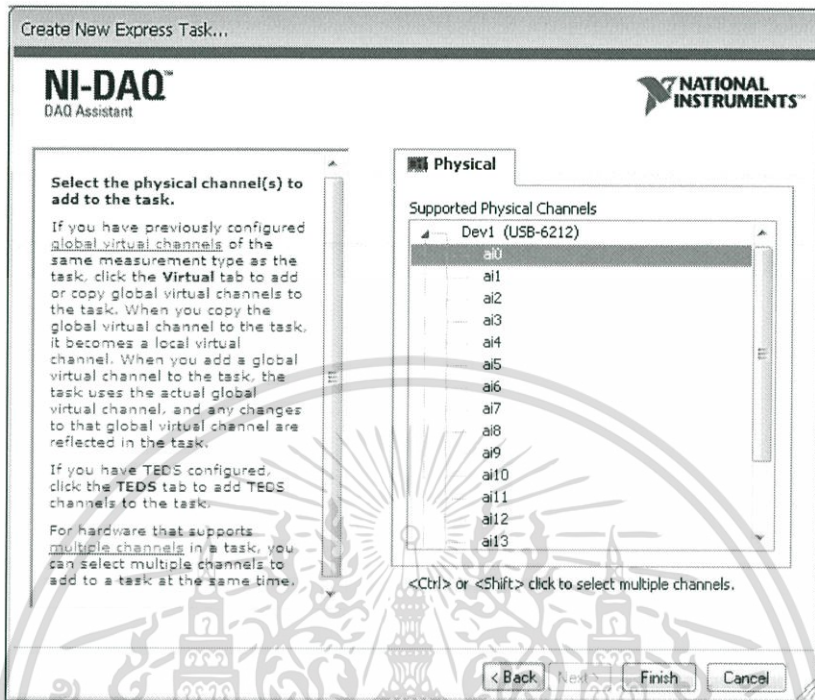 Create New Express Task...
NI-DAQ™
DAQ Assistant
NATIONAL
INSTRUMENTS™
Select the physical channel(s) to
add to the task.
If you have previously configured
global virtual channels of the
same measurement type as the
task, click the Virtual tab to add
or copy global virtual channels to
the task. When you copy the
global virtual channel to the task,
it becomes a local virtual
channel. When you add a global
virtual channel to the task, the
task uses the actual global
virtual channel, and any changes
to that global virtual channel are
reflected in the task.
If you have TEDS configured,
click the TEDS tab to add TEDS
channels to the task.
For hardware that supports
multiple channels in a task, you
can select multiple channels to
add to a task at the same time.
Physical
Supported Physical Channels
Dev1 (USB-6212)
ai0
ai1
ai2
ai3
ai4
ai5
ai6
ai7
ai8
ai9
ai10
ai11
ai12
ai13
<Ctrl> or <Shift> click to select multiple channels.
< Back
Next >
Finish
Cancel